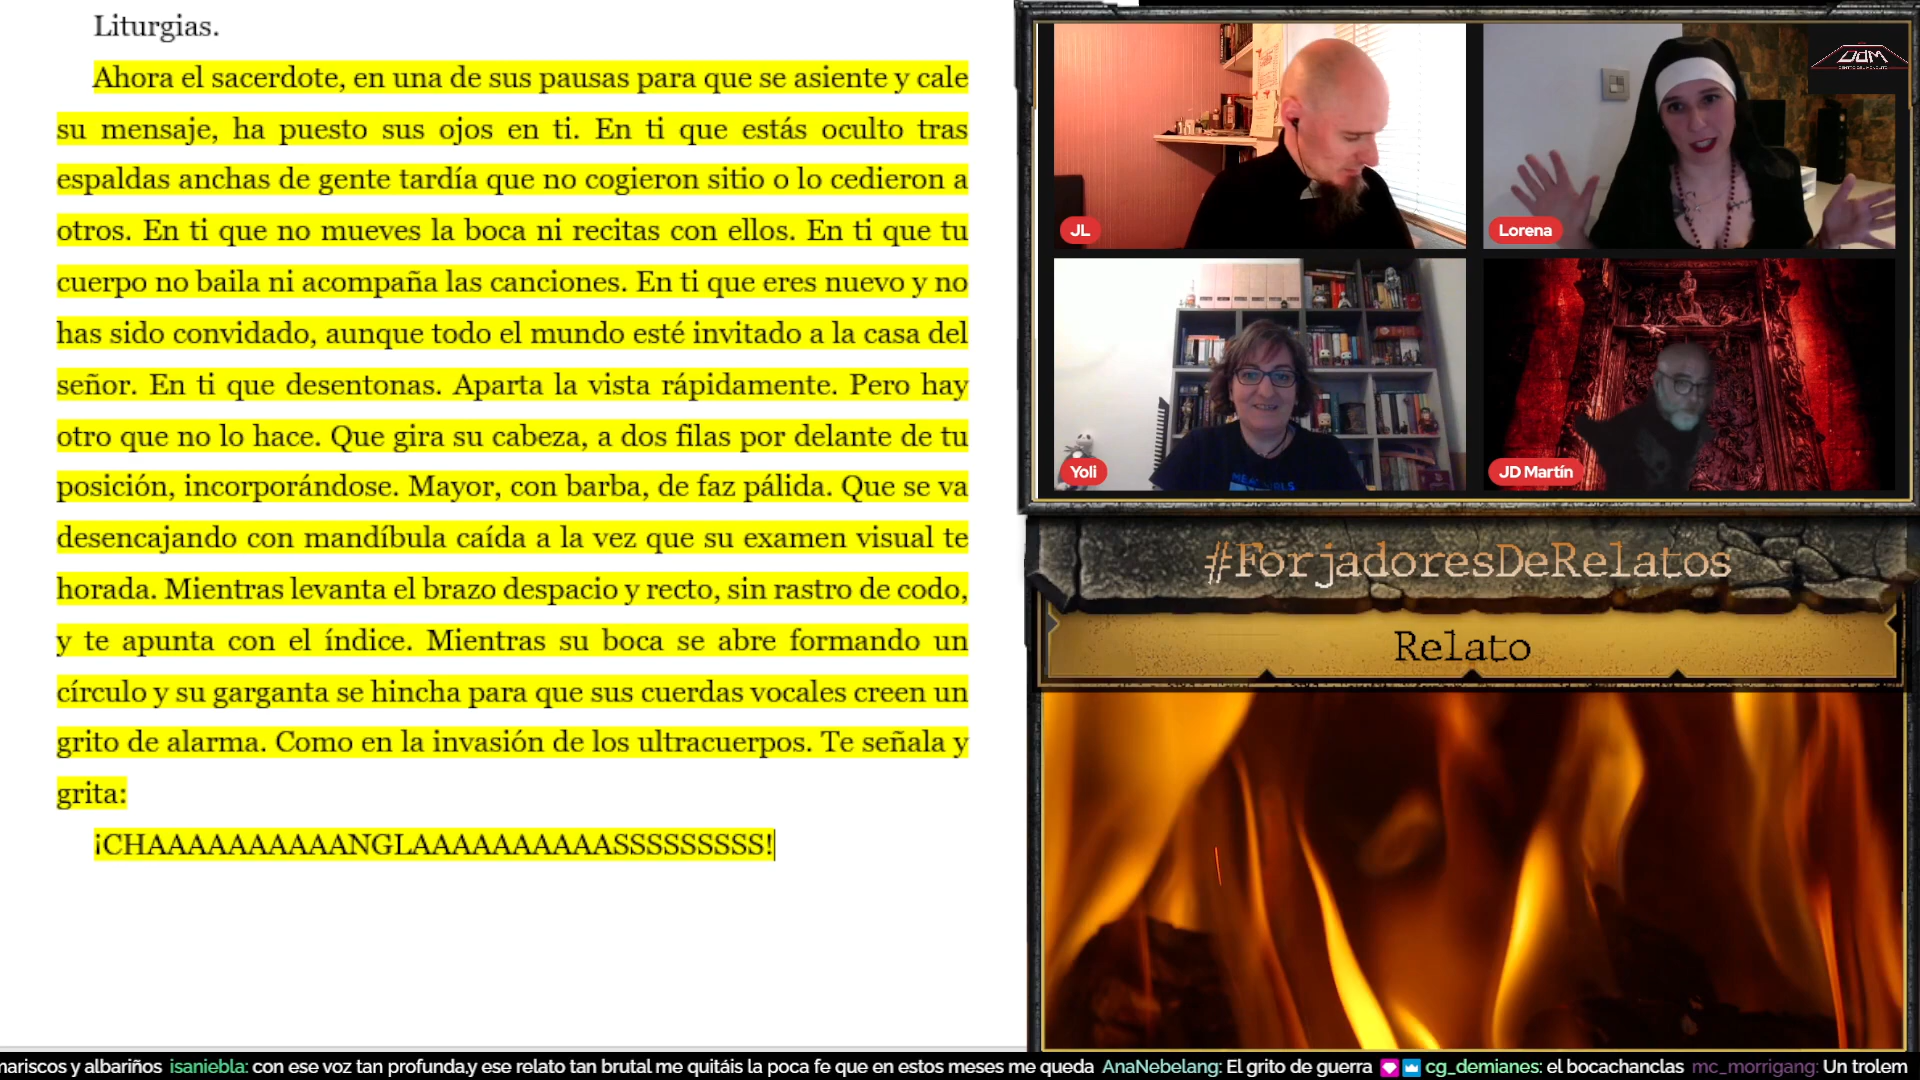 Liturgias.
Ahora el sacerdote, en una de sus pausas para que se asiente y cale
su mensaje, ha puesto sus ojos en ti. En ti que estás oculto tras
espaldas anchas de gente tardía que no cogieron sitio o lo cedieron a
otros. En ti que no mueves la boca ni recitas con ellos. En ti que tu
cuerpo no baila ni acompaña las canciones. En ti que eres nuevo y no
has sido convidado, aunque todo el mundo esté invitado a la casa del
señor. En ti que desentonas. Aparta la vista rápidamente. Pero hay
otro que no lo hace. Que gira su cabeza, a dos filas por delante de tu
posición, incorporándose. Mayor, con barba, de faz pálida. Que se va
desencajando con mandíbula caída a la vez que su examen visual te
horada. Mientras levanta el brazo despacio y recto, sin rastro de codo,
y te apunta con el índice. Mientras su boca se abre formando un
círculo y su garganta se hincha para que sus cuerdas vocales creen un
grito de alarma. Como en la invasión de los ultracuerpos. Te señala y
grita:
¡CHAAAAAAAAAANGLAAAAAAAAAASSSSSSSSS!
JL
Lorena
Yoli
JD Martín
#ForjadoresDeRelatos
Relato
mariscos y albariños isaniebla: con ese voz tan profunda,y ese relato tan brutal me quitáis la poca fe que en estos meses me queda AnaNebelang: El grito de guerra cg_demianes: el bocachanclas mc_morrigang: Un trolem